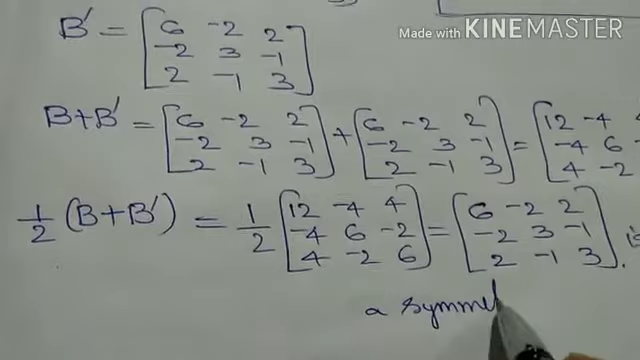 Made with KINEMASTER
B' = [6 -2 2
-2 3 -1
2 -1 3]
B+B' = [6 -2 2
-2 3 -1
2 -1 3] + [6 -2 2
-2 3 -1
2 -1 3] = [12 -4 4
-4 6 -
4 -2
1/2 (B+B') = 1/2 [12 -4 4
-4 6 -2
4 -2 6] = [6 -2 2
-2 3 -1
2 -1 3]. is
a symme